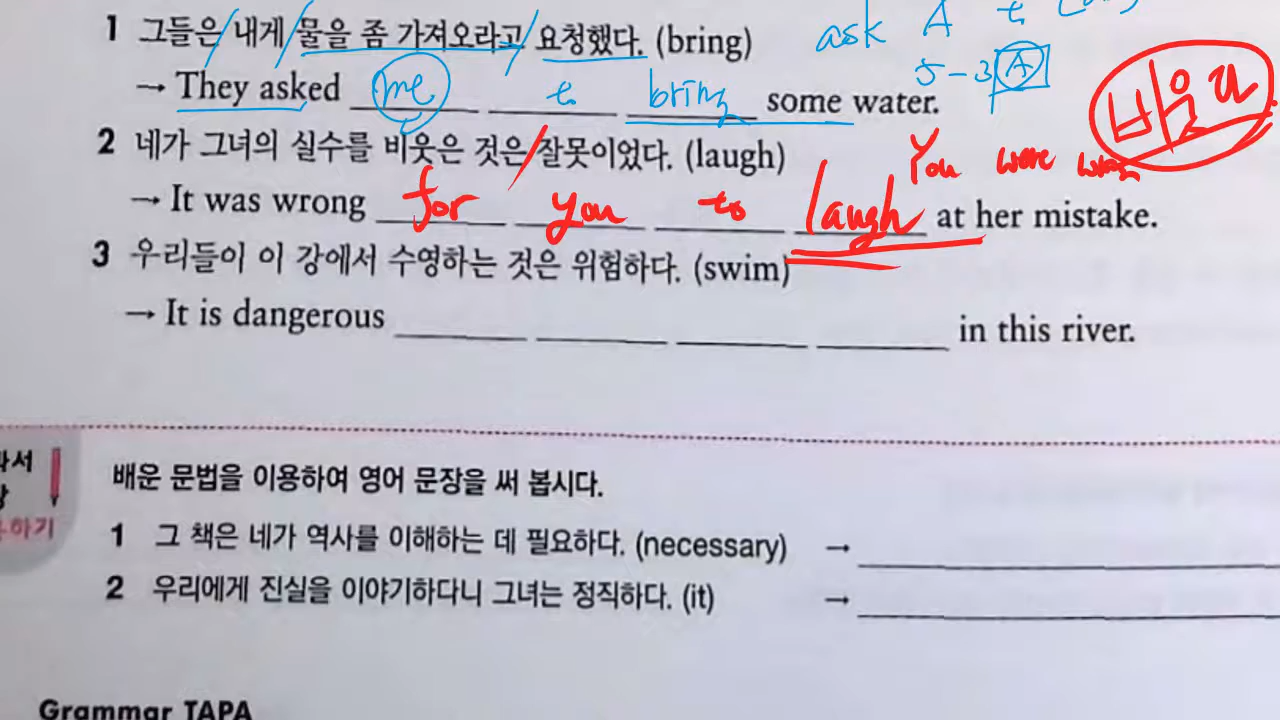 1 그들은 내게 물을 좀 가져오라고 요청했다. (bring)
ask A to
5-3 A
→ They asked me to bring some water.
2 네가 그녀의 실수를 비웃은 것은 잘못이었다. (laugh)
You were wrong
→ It was wrong for you to laugh at her mistake.
3 우리들이 이 강에서 수영하는 것은 위험하다. (swim)
→ It is dangerous ____ ____ ____ ____ in this river.
하기
배운 문법을 이용하여 영어 문장을 써 봅시다.
1 그 책은 네가 역사를 이해하는 데 필요하다. (necessary) →
2 우리에게 진실을 이야기하다니 그녀는 정직하다. (it) →
Grammar TAPA